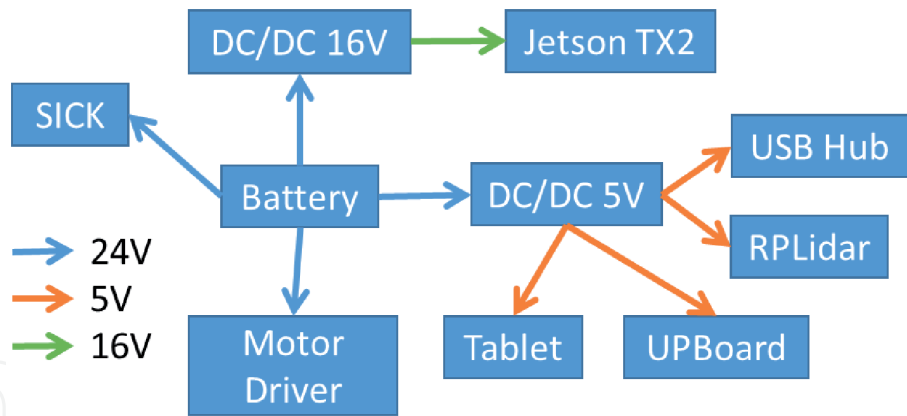 DC/DC 16V
Jetson TX2
SICK
USB Hub
Battery
DC/DC 5V
RPLidar
24V
5V
16V
Motor
Driver
Tablet
UPBoard